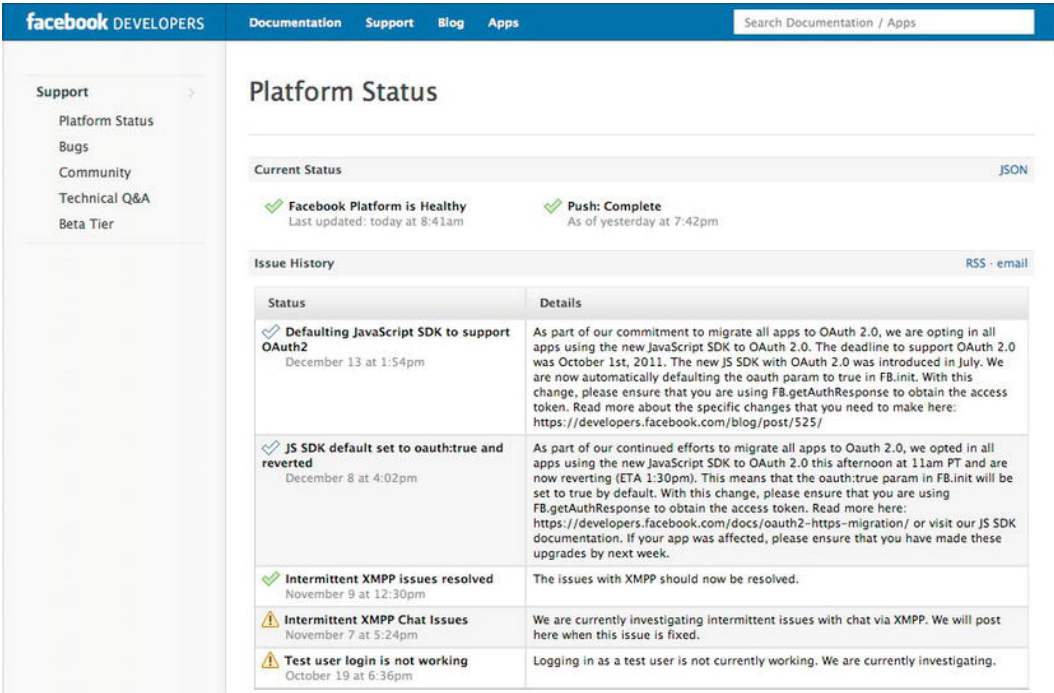 facebook DEVELOPERS
Documentation Support Blog Apps
Search Documentation / Apps
Support
Platform Status
Bugs
Community
Technical Q&A
Beta Tier
Platform Status
Current Status JSON
Facebook Platform is Healthy
Last updated: today at 8:41am
Push: Complete
As of yesterday at 7:42pm
Issue History RSS · email
Status Details
Defaulting JavaScript SDK to support
OAuth2
December 13 at 1:54pm
As part of our commitment to migrate all apps to OAuth 2.0, we are opting in all
apps using the new JavaScript SDK to OAuth 2.0. The deadline to support OAuth 2.0
was October 1st, 2011. The new JS SDK with OAuth 2.0 was introduced in July. We
are now automatically defaulting the oauth param to true in FB.init. With this
change, please ensure that you are using FB.getAuthResponse to obtain the access
token. Read more about the specific changes that you need to make here:
https://developers.facebook.com/blog/post/525/
JS SDK default set to oauth:true and
reverted
December 8 at 4:02pm
As part of our continued efforts to migrate all apps to Oauth 2.0, we opted in all
apps using the new JavaScript SDK to OAuth 2.0 this afternoon at 11am PT and are
now reverting (ETA 1:30pm). This means that the oauth:true param in FB.init will be
set to true by default. With this change, please ensure that you are using
FB.getAuthResponse to obtain the access token. Read more here:
https://developers.facebook.com/docs/oauth2-https-migration/ or visit our JS SDK
documentation. If your app was affected, please ensure that you have made these
upgrades by next week.
Intermittent XMPP issues resolved
November 9 at 12:30pm
The issues with XMPP should now be resolved.
Intermittent XMPP Chat Issues
November 7 at 5:24pm
We are currently investigating intermittent issues with chat via XMPP. We will post
here when this issue is fixed.
Test user login is not working
October 19 at 6:36pm
Logging in as a test user is not currently working. We are currently investigating.